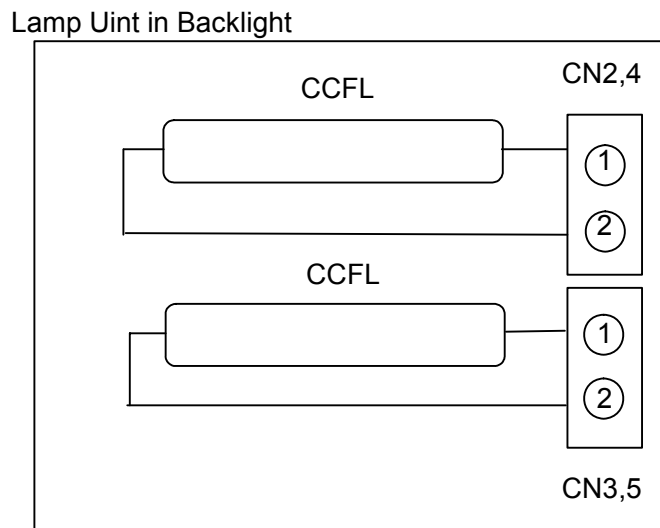 Lamp Uint in Backlight
CN2,4
CCFL
1
2
CCFL
1
2
CN3,5